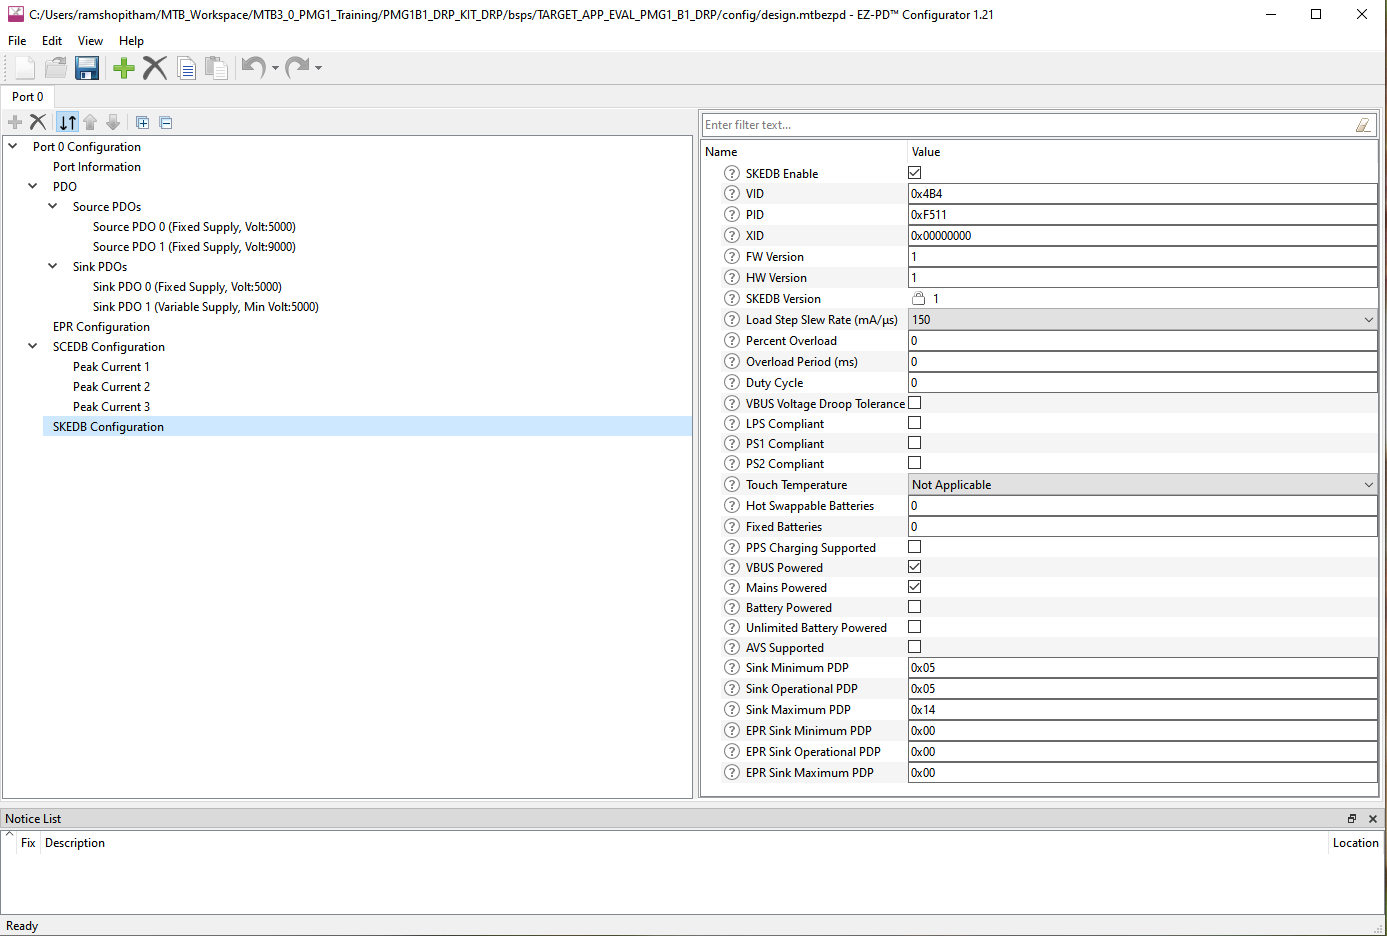 C:/Users/ramshopitham/MTB_Workspace/MTB3_0_PMG1_Training/PMG1B1_DRP_KIT_DRP/bsps/TARGET_APP_EVAL_PMG1_B1_DRP/config/design.mtbezpd - EZ-PD™ Configurator 1.21
File Edit View Help
Port 0
Port 0 Configuration
Port Information
PDO
Source PDOs
Source PDO 0 (Fixed Supply, Volt:5000)
Source PDO 1 (Fixed Supply, Volt:9000)
Sink PDOs
Sink PDO 0 (Fixed Supply, Volt:5000)
Sink PDO 1 (Variable Supply, Min Volt:5000)
EPR Configuration
SCEDB Configuration
Peak Current 1
Peak Current 2
Peak Current 3
SKEDB Configuration
Enter filter text...
Name Value
? SKEDB Enable
? VID 0x4B4
? PID 0xF511
? XID 0x00000000
? FW Version 1
? HW Version 1
? SKEDB Version 1
? Load Step Slew Rate (mA/µs) 150
? Percent Overload 0
? Overload Period (ms) 0
? Duty Cycle 0
? VBUS Voltage Droop Tolerance
? LPS Compliant
? PS1 Compliant
? PS2 Compliant
? Touch Temperature Not Applicable
? Hot Swappable Batteries 0
? Fixed Batteries 0
? PPS Charging Supported
? VBUS Powered
? Mains Powered
? Battery Powered
? Unlimited Battery Powered
? AVS Supported
? Sink Minimum PDP 0x05
? Sink Operational PDP 0x05
? Sink Maximum PDP 0x14
? EPR Sink Minimum PDP 0x00
? EPR Sink Operational PDP 0x00
? EPR Sink Maximum PDP 0x00
Notice List
Fix Description Location
Ready